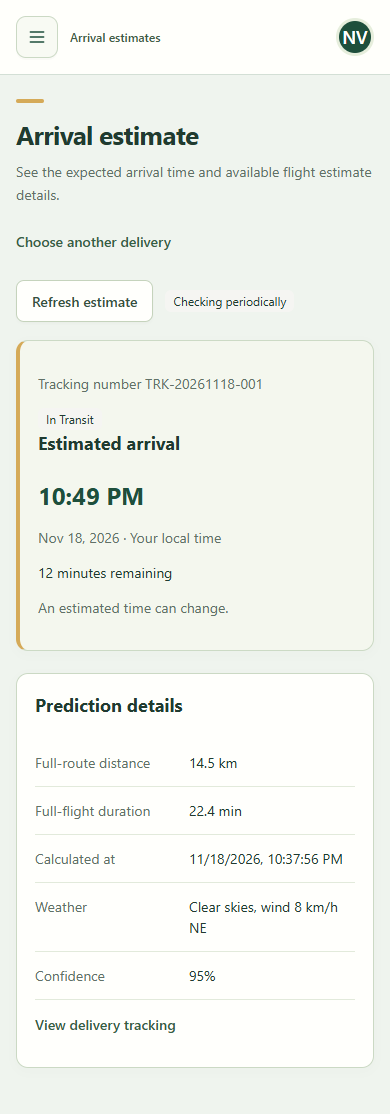 Arrival estimates
NV
Arrival estimate
See the expected arrival time and available flight estimate
details.
Choose another delivery
Refresh estimate
Checking periodically
Tracking number TRK-20261118-001
In Transit
Estimated arrival
10:49 PM
Nov 18, 2026 · Your local time
12 minutes remaining
An estimated time can change.
Prediction details
Full-route distance 14.5 km
Full-flight duration 22.4 min
Calculated at 11/18/2026, 10:37:56 PM
Weather Clear skies, wind 8 km/h
NE
Confidence 95%
View delivery tracking